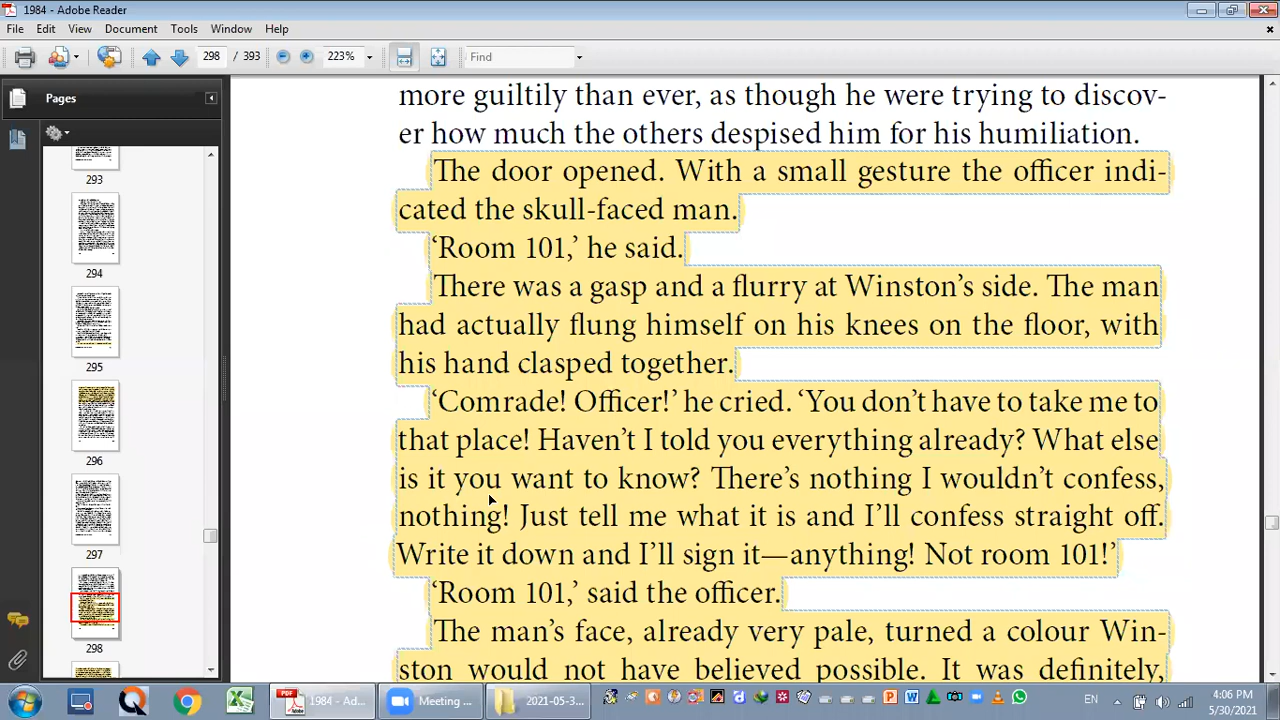 1984 - Adobe Reader
File Edit View Document Tools Window Help
298 / 393 223% Find
Pages
293
294
295
296
297
298
more guiltily than ever, as though he were trying to discov-
er how much the others despised him for his humiliation.
The door opened. With a small gesture the officer indi-
cated the skull-faced man.
‘Room 101,’ he said.
There was a gasp and a flurry at Winston’s side. The man
had actually flung himself on his knees on the floor, with
his hand clasped together.
‘Comrade! Officer!’ he cried. ‘You don’t have to take me to
that place! Haven’t I told you everything already? What else
is it you want to know? There’s nothing I wouldn’t confess,
nothing! Just tell me what it is and I’ll confess straight off.
Write it down and I’ll sign it—anything! Not room 101!’
‘Room 101,’ said the officer.
The man’s face, already very pale, turned a colour Win-
ston would not have believed possible. It was definitely,
1984 - Ad... Meeting ... 2021-05-3... EN 4:06 PM
5/30/2021